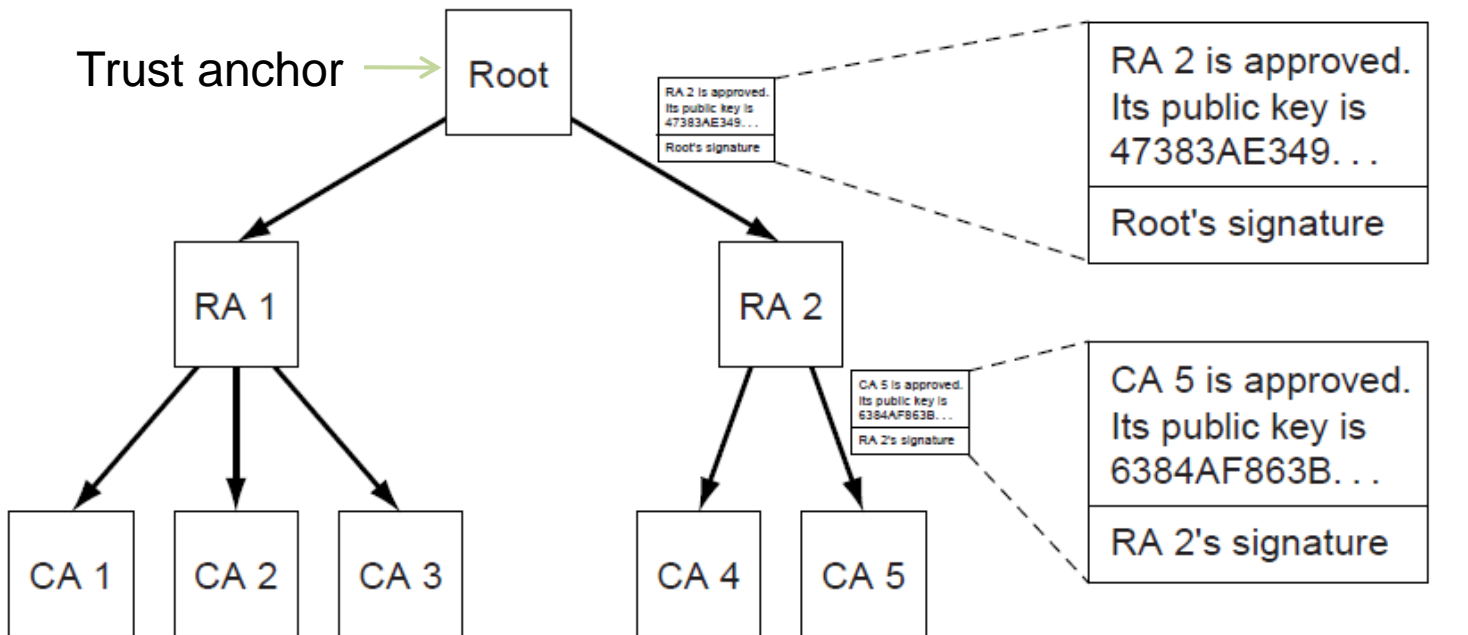 Trust anchor
Root
RA 2 is approved.
Its public key is
47383AE349...
Root's signature
RA 2 is approved.
Its public key is
47383AE349. . .
Root's signature
RA 1
RA 2
CA 5 is approved.
Its public key is
6384AF863B...
RA 2's signature
CA 5 is approved.
Its public key is
6384AF863B. . .
RA 2's signature
CA 1
CA 2
CA 3
CA 4
CA 5